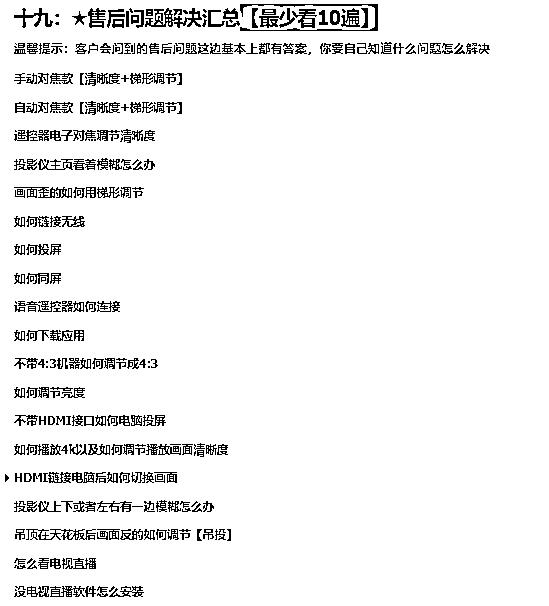 十九：★售后问题解决汇总【最少看10遍】
温馨提示：客户会问到的售后问题这边基本上都有答案，你要自己知道什么问题怎么解决
手动对焦款【清晰度+梯形调节】
自动对焦款【清晰度+梯形调节】
遥控器电子对焦调节清晰度
投影仪主页看着模糊怎么办
画面歪的如何用梯形调节
如何链接无线
如何投屏
如何同屏
语音遥控器如何连接
如何下载应用
不带4:3机器如何调节成4:3
如何调节亮度
不带HDMI接口如何电脑投屏
如何播放4k以及如何调节播放画面清晰度
HDMI链接电脑后如何切换画面
投影仪上下或者左右有一边模糊怎么办
吊顶在天花板后画面反的如何调节【吊投】
怎么看电视直播
没电视直播软件怎么安装